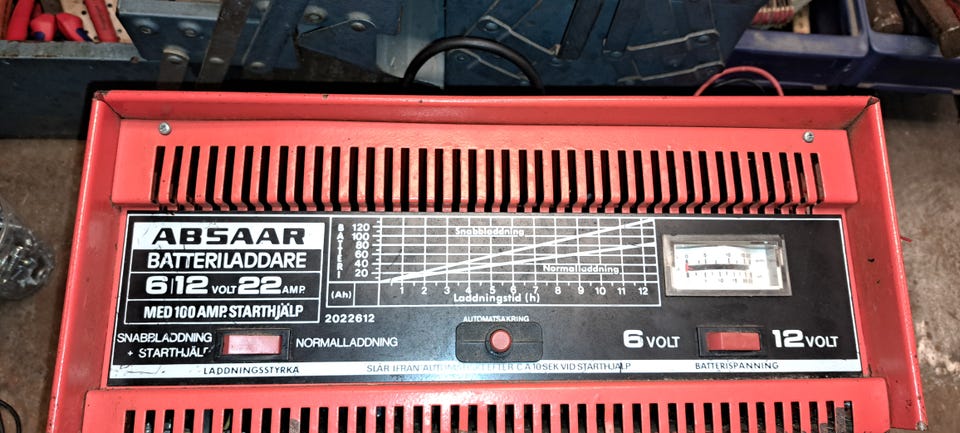 ABSAAR
BATTERILADDARE
6|12 VOLT 22 AMP.
MED 100 AMP. STARTHJÄLP
BATTERI
120
100
80
60
40
20
(Ah)
Snabbladdning
Normalladdning
1 2 3 4 5 6 7 8 9 10 11 12
Laddningstid (h)
2022612
SNABBLADDNING
+ STARTHJÄLP
NORMALLADDNING
LADDNINGSSTYRKA
AUTOMATSÄKRING
6 VOLT
12 VOLT
BATTERISPÄNNING